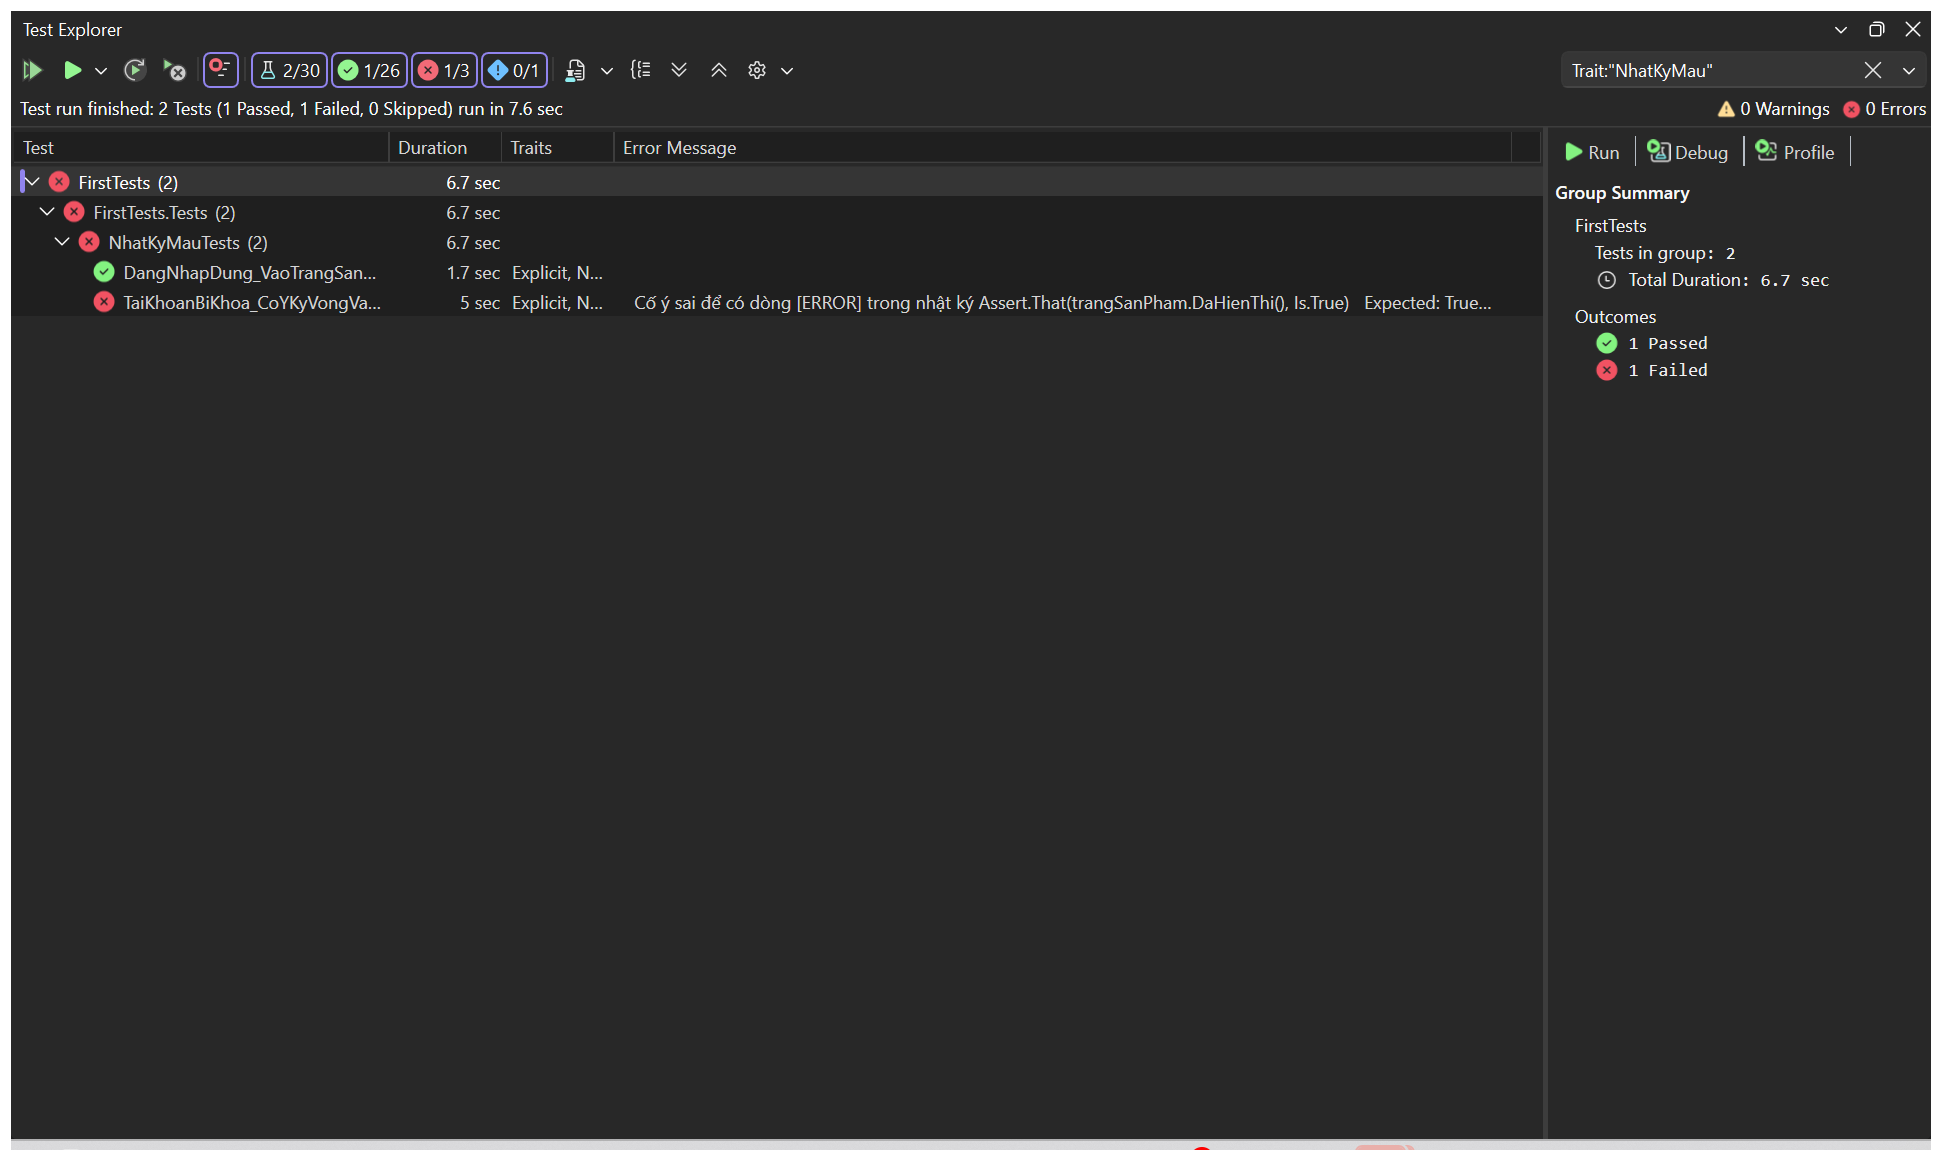 Test Explorer
2/30 1/26 1/3 0/1 Trait:"NhatKyMau"
Test run finished: 2 Tests (1 Passed, 1 Failed, 0 Skipped) run in 7.6 sec 0 Warnings 0 Errors
Test Duration Traits Error Message
Run Debug Profile
FirstTests (2) 6.7 sec
FirstTests.Tests (2) 6.7 sec
NhatKyMauTests (2) 6.7 sec
DangNhapDung_VaoTrangSan... 1.7 sec Explicit, N...
TaiKhoanBiKhoa_CoYKyVongVa... 5 sec Explicit, N... Cố ý sai để có dòng [ERROR] trong nhật ký Assert.That(trangSanPham.DaHienThi(), Is.True) Expected: True...
Group Summary
FirstTests
Tests in group: 2
Total Duration: 6.7 sec
Outcomes
1 Passed
1 Failed